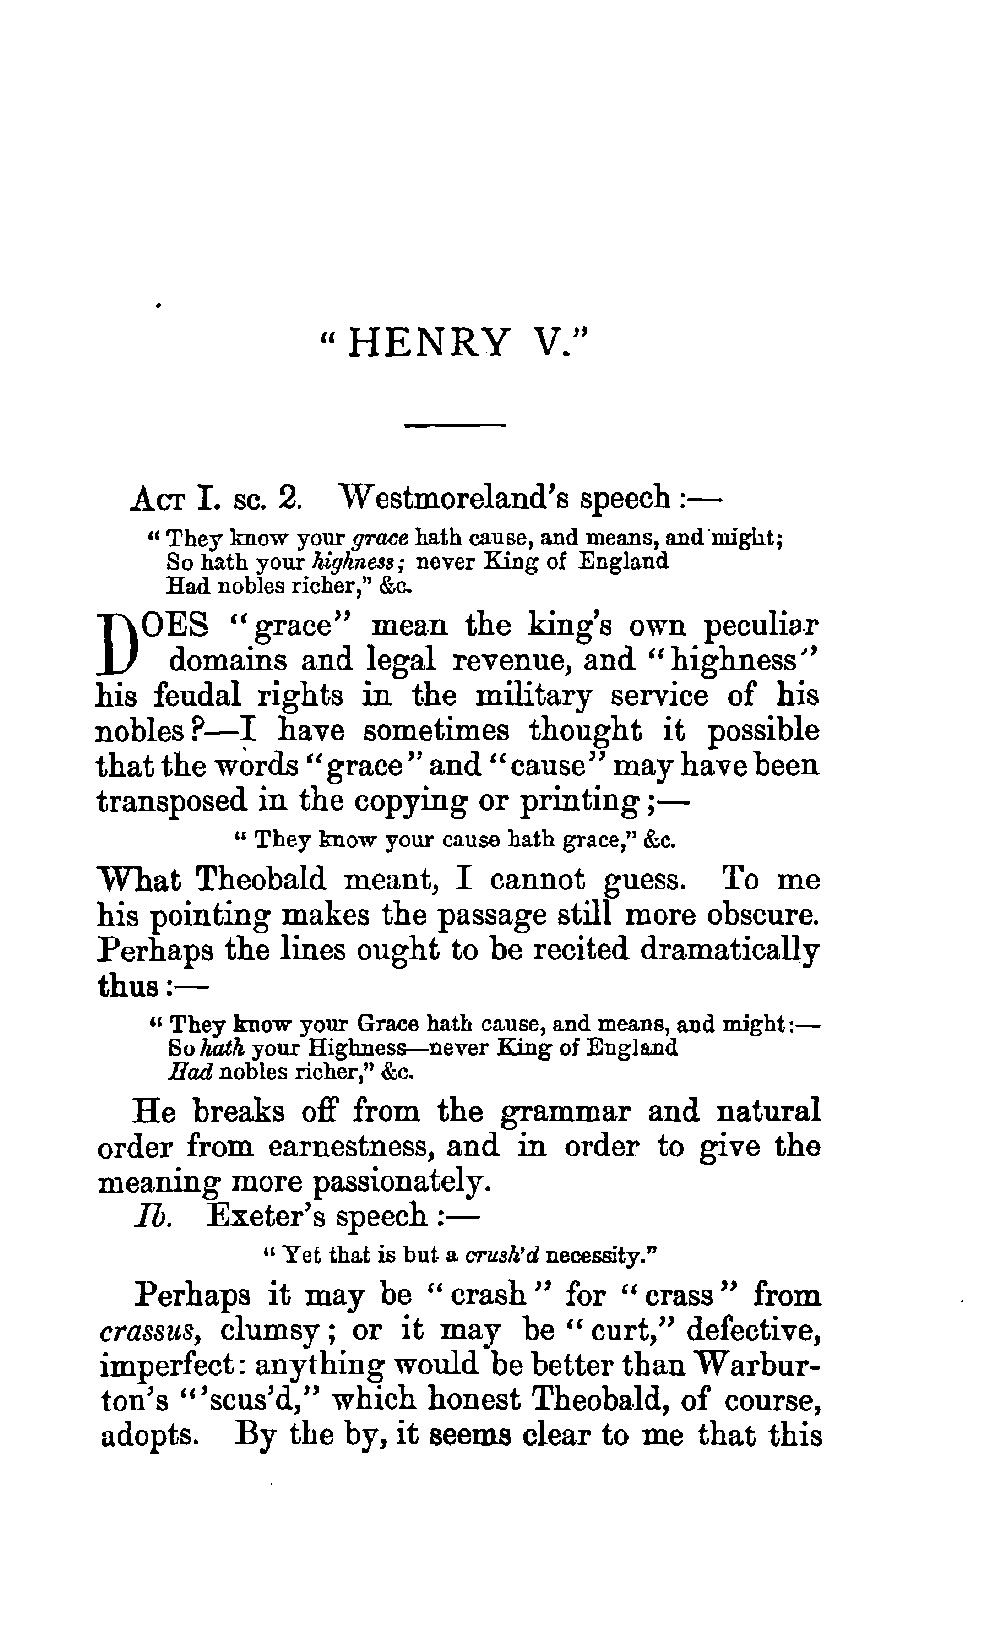 “HENRY V.”
ACT I. sc. 2. Westmoreland’s speech :—
“ They know your grace hath cause, and means, and might;
So hath your highness ; never King of England
Had nobles richer,” &c.
DOES “grace” mean the king’s own peculiar
domains and legal revenue, and “highness”
his feudal rights in the military service of his
nobles ?—I have sometimes thought it possible
that the words “grace” and “cause” may have been
transposed in the copying or printing ;—
“ They know your cause hath grace,” &c.
What Theobald meant, I cannot guess. To me
his pointing makes the passage still more obscure.
Perhaps the lines ought to be recited dramatically
thus :—
“ They know your Grace hath cause, and means, and might :—
So hath your Highness—never King of England
Had nobles richer,” &c.
He breaks off from the grammar and natural
order from earnestness, and in order to give the
meaning more passionately.
Ib. Exeter’s speech :—
“ Yet that is but a crush’d necessity.”
Perhaps it may be “crash” for “crass” from
crassus, clumsy ; or it may be “curt,” defective,
imperfect: anything would be better than Warbur-
ton’s “’scus’d,” which honest Theobald, of course,
adopts. By the by, it seems clear to me that this